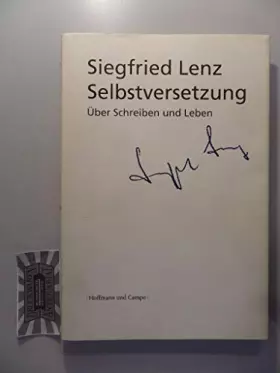 Siegfried Lenz
Selbstversetzung
Über Schreiben und Leben
Hoffmann und Campe